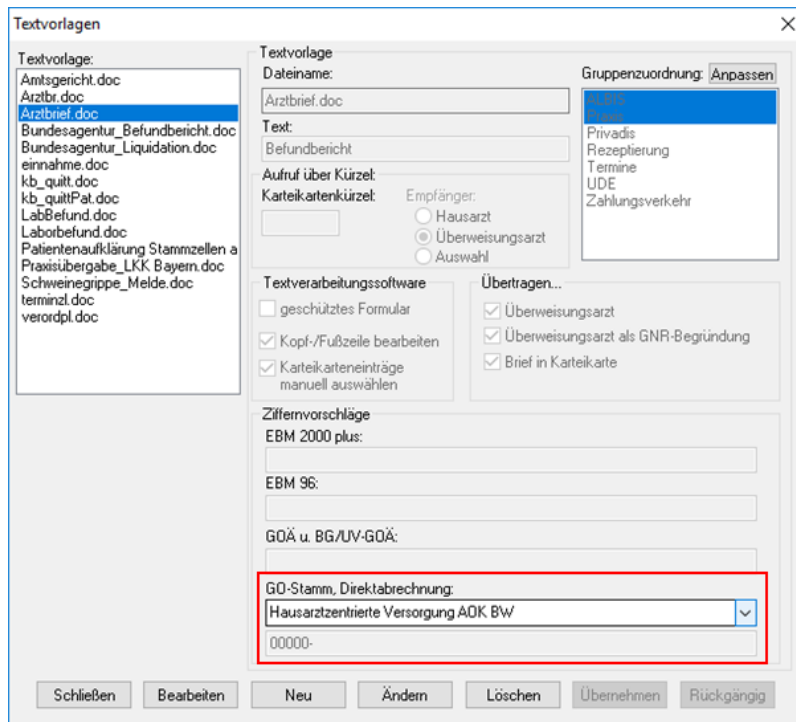 Textvorlagen
Textvorlage:
Amtsgericht.doc
Arztbr.doc
Arztbrief.doc
Bundesagentur_Befundbericht.doc
Bundesagentur_Liquidation.doc
einnahme.doc
kb_quitt.doc
kb_quittPat.doc
LabBefund.doc
Laborbefund.doc
Patientenaufklärung Stammzellen a
Praxisübergabe_LKK Bayern.doc
Schweinegrippe_Melde.doc
terminzl.doc
verordpl.doc
Textvorlage
Dateiname:
Arztbrief.doc
Text:
Befundbericht
Gruppenzuordnung: Anpassen
ALBIS
Praxis
Privadis
Rezeptierung
Termine
UDE
Zahlungsverkehr
Aufruf über Kürzel:
Karteikartenkürzel:
Empfänger:
Hausarzt
Überweisungsarzt
Auswahl
Textverarbeitungssoftware
geschütztes Formular
Kopf-/Fußzeile bearbeiten
Karteikarteneinträge
manuell auswählen
Übertragen...
Überweisungsarzt
Überweisungsarzt als GNR-Begründung
Brief in Karteikarte
Ziffernvorschläge
EBM 2000 plus:
EBM 96:
GOÄ u. BG/UV-GOÄ:
GO-Stamm, Direktabrechnung:
Hausarztzentrierte Versorgung AOK BW
00000-
Schließen Bearbeiten Neu Ändern Löschen Übernehmen Rückgängig